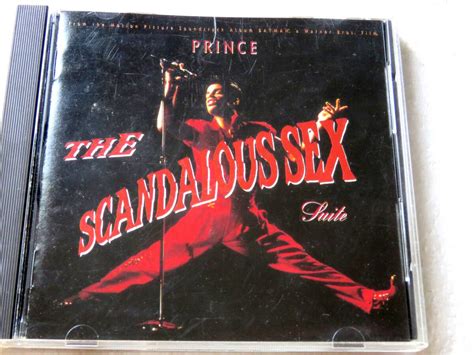 From the Motion Picture Soundtrack Album BATMAN, a Warner Bros. Film
PRINCE
THE
SCANDALOUS SEX
Suite